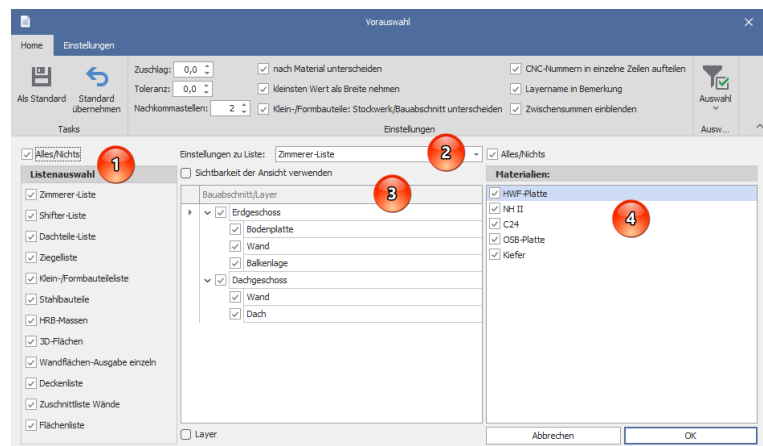 Vorauswahl
Home Einstellungen
Als Standard
Standard übernehmen
Tasks
Zuschlag: 0,0
Toleranz: 0,0
Nachkommastellen: 2
nach Material unterscheiden
kleinsten Wert als Breite nehmen
Klein-/Formbauteile: Stockwerk/Bauabschnitt unterscheiden
CNC-Nummern in einzelne Zeilen aufteilen
Layername in Bemerkung
Zwischensummen einblenden
Einstellungen
Auswahl
Ausw...
Alles/Nichts
1
Listenauswahl
Zimmerer-Liste
Shifter-Liste
Dachteile-Liste
Ziegelliste
Klein-/Formbauteileliste
Stahlbauteile
HRB-Massen
3D-Flächen
Wandflächen-Ausgabe einzeln
Deckenliste
Zuschnittliste Wände
Flächenliste
Einstellungen zu Liste: Zimmerer-Liste
2
Sichtbarkeit der Ansicht verwenden
Bauabschnitt/Layer
3
Erdgeschoss
Bodenplatte
Wand
Balkenlage
Dachgeschoss
Wand
Dach
Layer
Alles/Nichts
Materialien:
HWF-Platte
NH II
C24
OSB-Platte
Kiefer
4
Abbrechen
OK